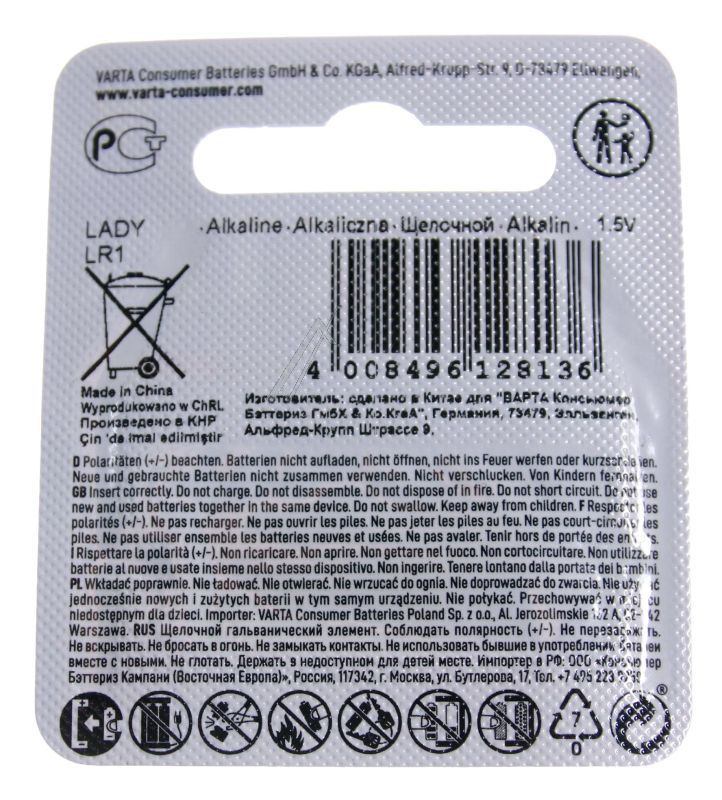 VARTA Consumer Batteries GmbH & Co. KGaA, Alfred-Krupp-Str. 9, D-73479 Ellwangen,
www.varta-consumer.com
LADY
LR1
· Alkaline · Alkaliczna · Щелочной · Alkalin · 1.5V
4 008496 128136
Made in China
Wyprodukowano w ChRL
Произведено в КНР
Çin 'de imal edilmiştir
Изготовитель: сделано в Китае для "ВАРТА Консьюмер
Бэттериз ГмбХ & Ко.КгаА", Германия, 73479, Эллванген,
Альфред-Крупп Штрассе 9.
D Polaritäten (+/-) beachten. Batterien nicht aufladen, nicht öffnen, nicht ins Feuer werfen oder kurzschließen.
Neue und gebrauchte Batterien nicht zusammen verwenden. Nicht verschlucken. Von Kindern fernhalten.
GB Insert correctly. Do not charge. Do not disassemble. Do not dispose of in fire. Do not short circuit. Do not use
new and used batteries together in the same device. Do not swallow. Keep away from children. F Respectez les
polarités (+/-). Ne pas recharger. Ne pas ouvrir les piles. Ne pas jeter les piles au feu. Ne pas court-circuiter les
piles. Ne pas utiliser ensemble les batteries neuves et usées. Ne pas avaler. Tenir hors de portée des enfants.
I Rispettare la polarità (+/-). Non ricaricare. Non aprire. Non gettare nel fuoco. Non cortocircuitare. Non utilizzare
batterie al nuove e usate insieme nello stesso dispositivo. Non ingerire. Tenere lontano dalla portata dei bambini.
PL Wkładać poprawnie. Nie ładować. Nie otwierać. Nie wrzucać do ognia. Nie doprowadzać do zwarcia. Nie używać
jednocześnie nowych i zużytych baterii w tym samym urządzeniu. Nie połykać. Przechowywać w miejscu
niedostępnym dla dzieci. Importer: VARTA Consumer Batteries Poland Sp. z o.o., Al. Jerozolimskie 142 A, 02-
Warszawa. RUS Щелочной гальванический элемент. Соблюдать полярность (+/-). Не перезаряжать.
Не вскрывать. Не бросать в огонь. Не замыкать контакты. Не использовать бывшие в употреблении батареи
вместе с новыми. Не глотать. Держать в недоступном для детей месте. Импортер в РФ: ООО «Консьюмер
Бэттериз Кампани (Восточная Европа)», Россия, 117342, г. Москва, ул. Бутлерова, 17, Тел. +7 495 223
7
0
®